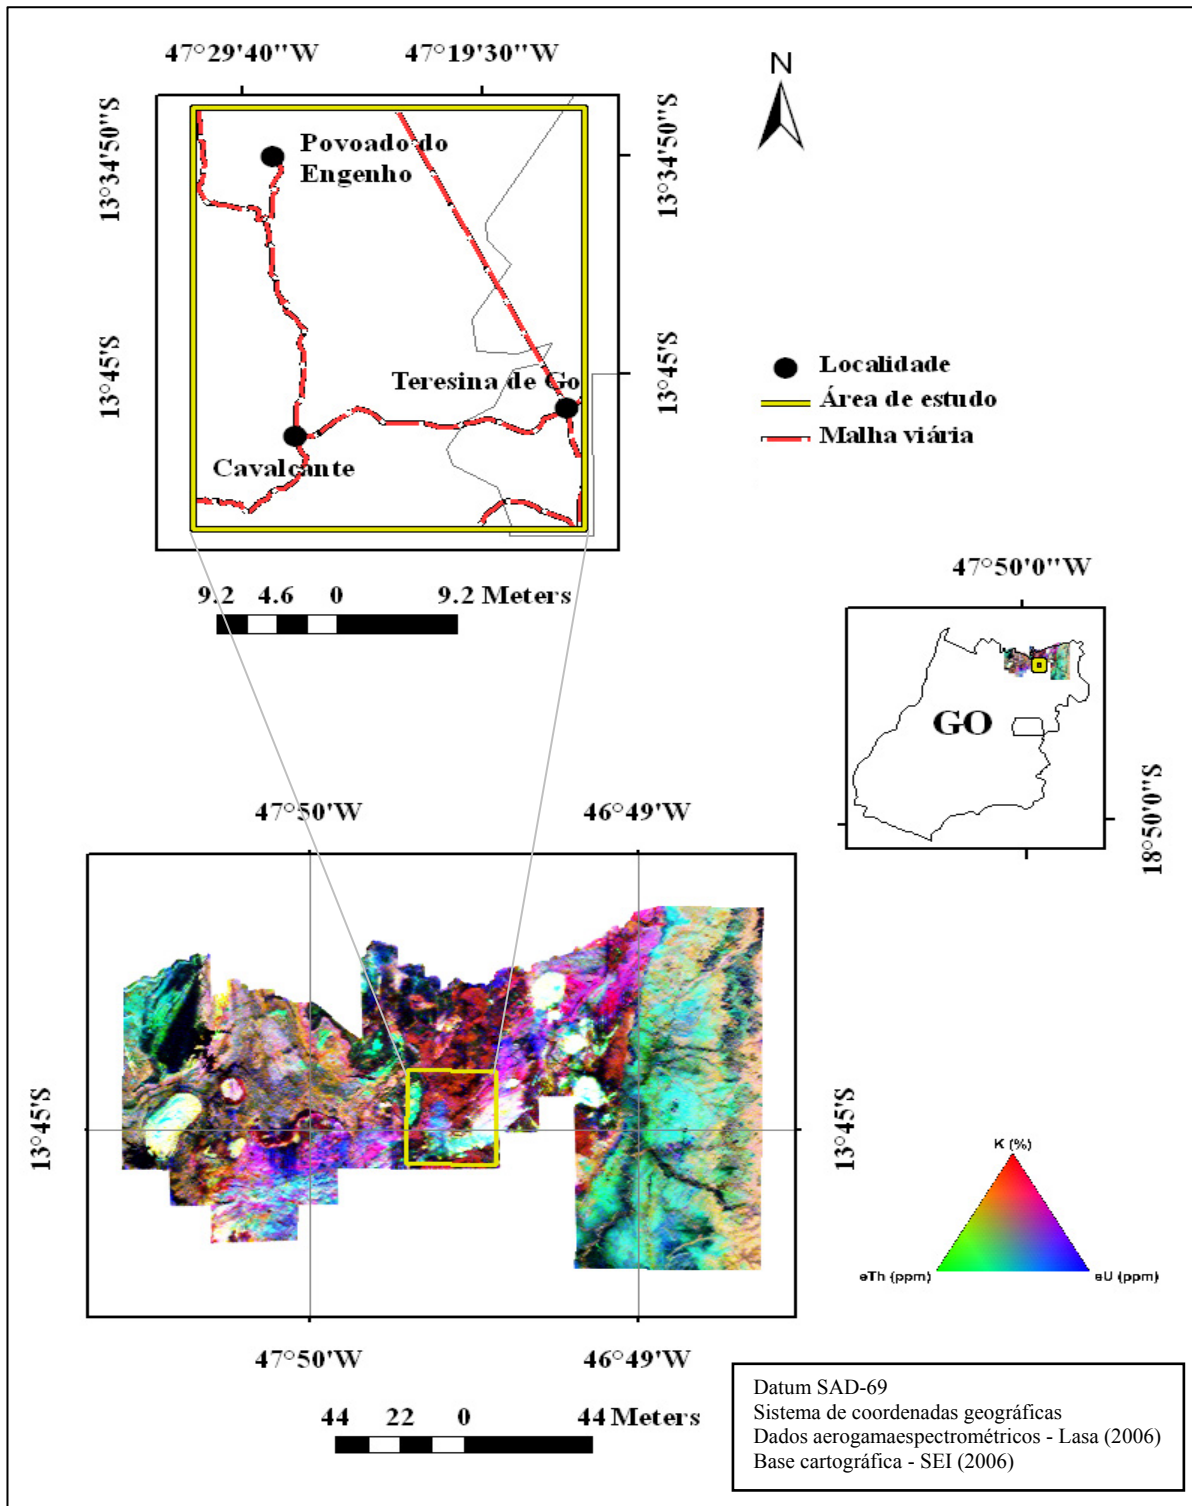 47°29'40"W 47°19'30"W
N
13°34'50"S
13°34'50"S
Povoado do
Engenho
13°45'S
13°45'S
Teresina de Go
Cavalcante
Localidade
Área de estudo
Malha viária
9.2 4.6 0 9.2 Meters
47°50'0"W
GO
18°50'0"S
47°50'W 46°49'W
13°45'S
13°45'S
K (%)
eTh (ppm) eU (ppm)
47°50'W 46°49'W
44 22 0 44 Meters
Datum SAD-69
Sistema de coordenadas geográficas
Dados aerogamaespectrométricos - Lasa (2006)
Base cartográfica - SEI (2006)